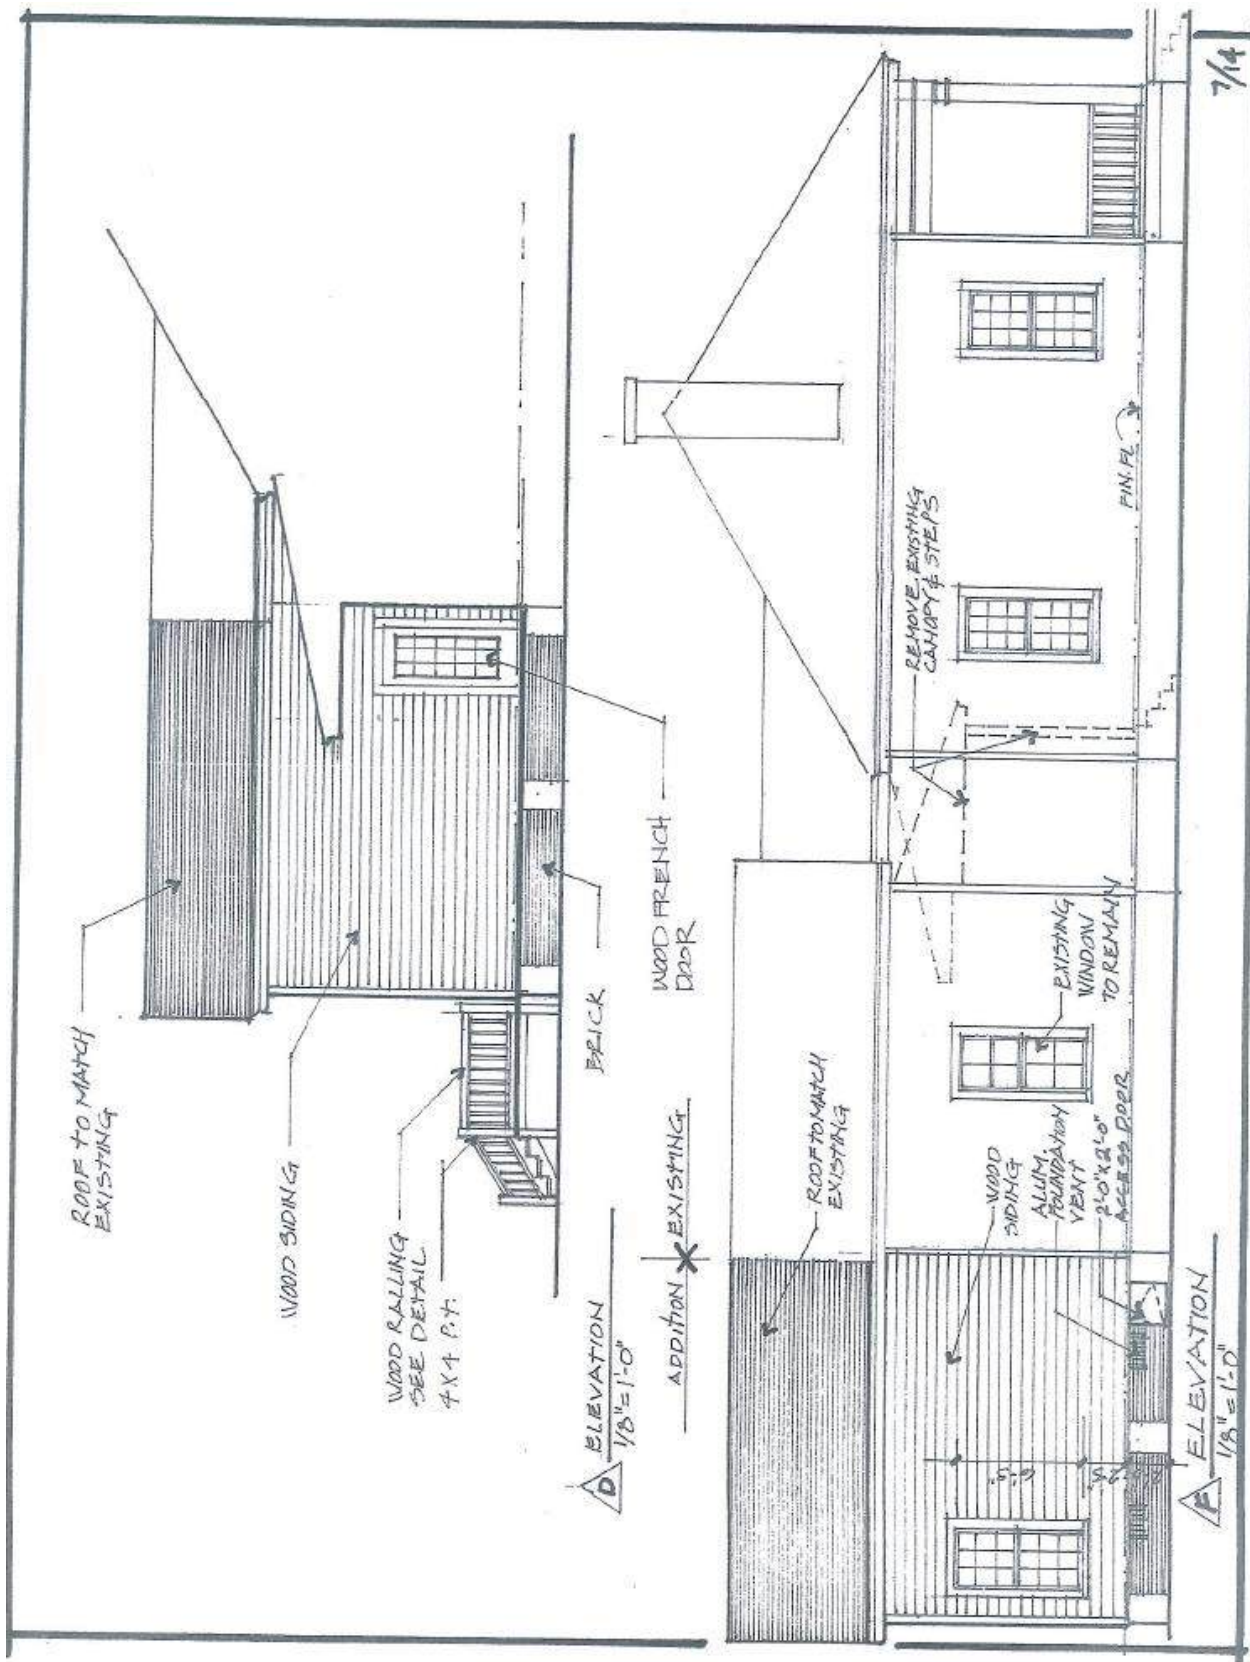 ROOF TO MATCH
EXISTING
WOOD SIDING
WOOD RAILING
SEE DETAIL
4X4 P.T.
BRICK
WOOD FRENCH
DOOR
D
ELEVATION
1/8"=1'-0"
ADDITION
EXISTING
ROOF TO MATCH
EXISTING
REMOVE EXISTING
CANOPY & STEPS
FIN. FL.
WOOD
SIDING
ALUM.
FOUNDATION
VENT
2'-0"X2'-0"
ACCESS DOOR
EXISTING
WINDOW
TO REMAIN
ELEVATION
1/8"=1'-0"
7/14